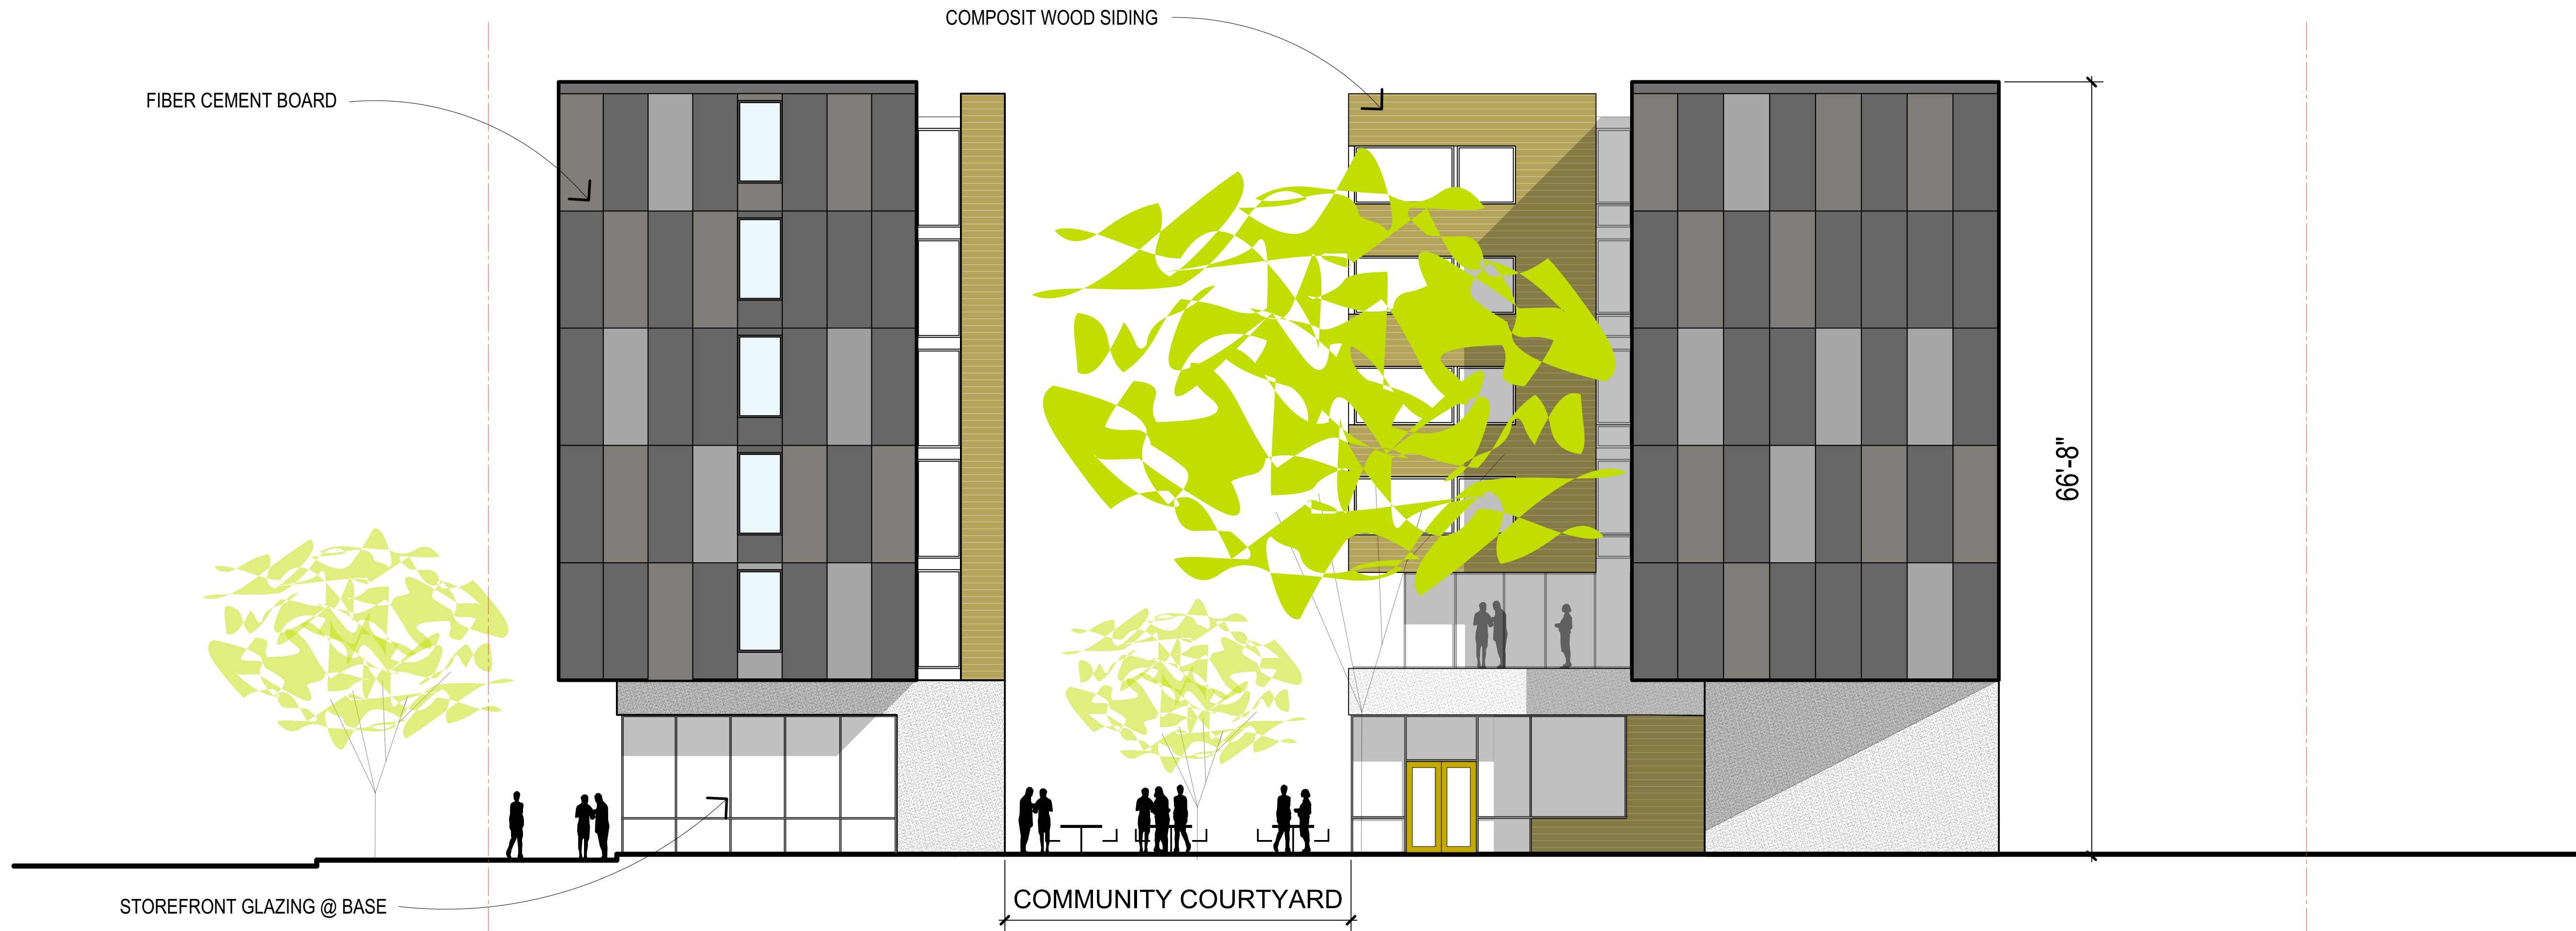 COMPOSIT WOOD SIDING
FIBER CEMENT BOARD
66'-8"
STOREFRONT GLAZING @ BASE
COMMUNITY COURTYARD